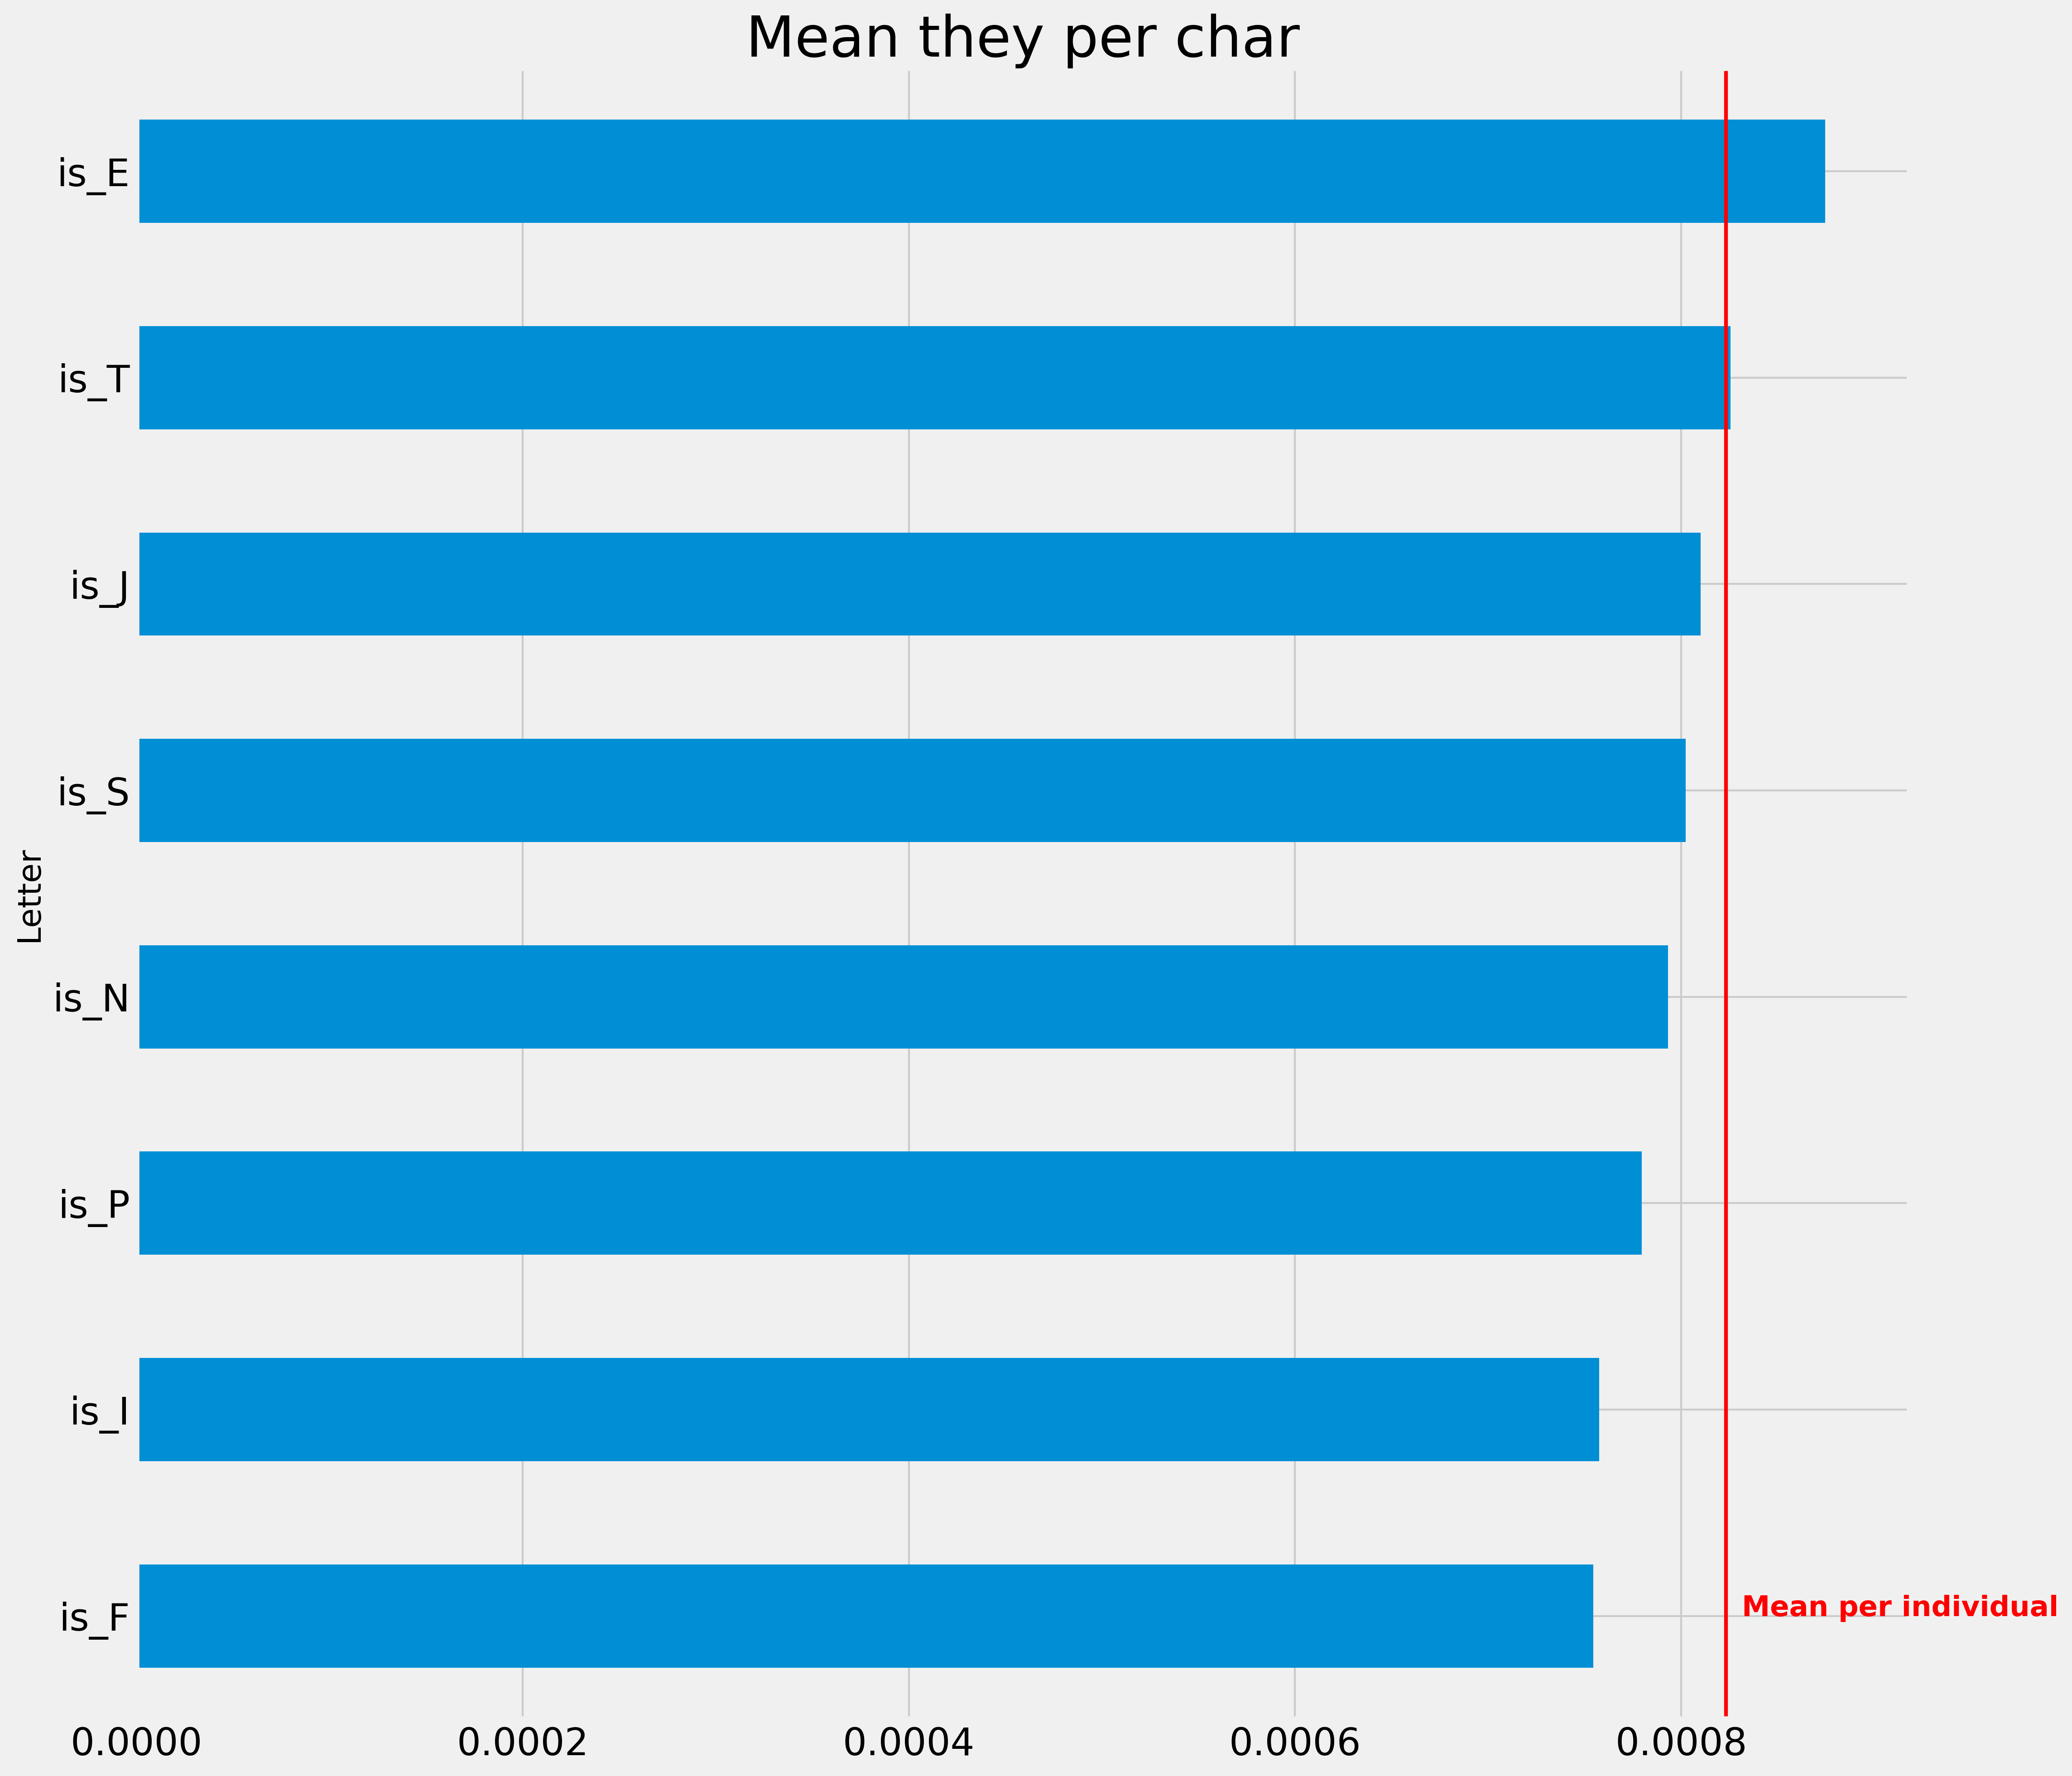 Mean they per char
is_E
is_T
is_J
is_S
Letter
is_N
is_P
is_I
is_F
Mean per individual
0.0000 0.0002 0.0004 0.0006 0.0008